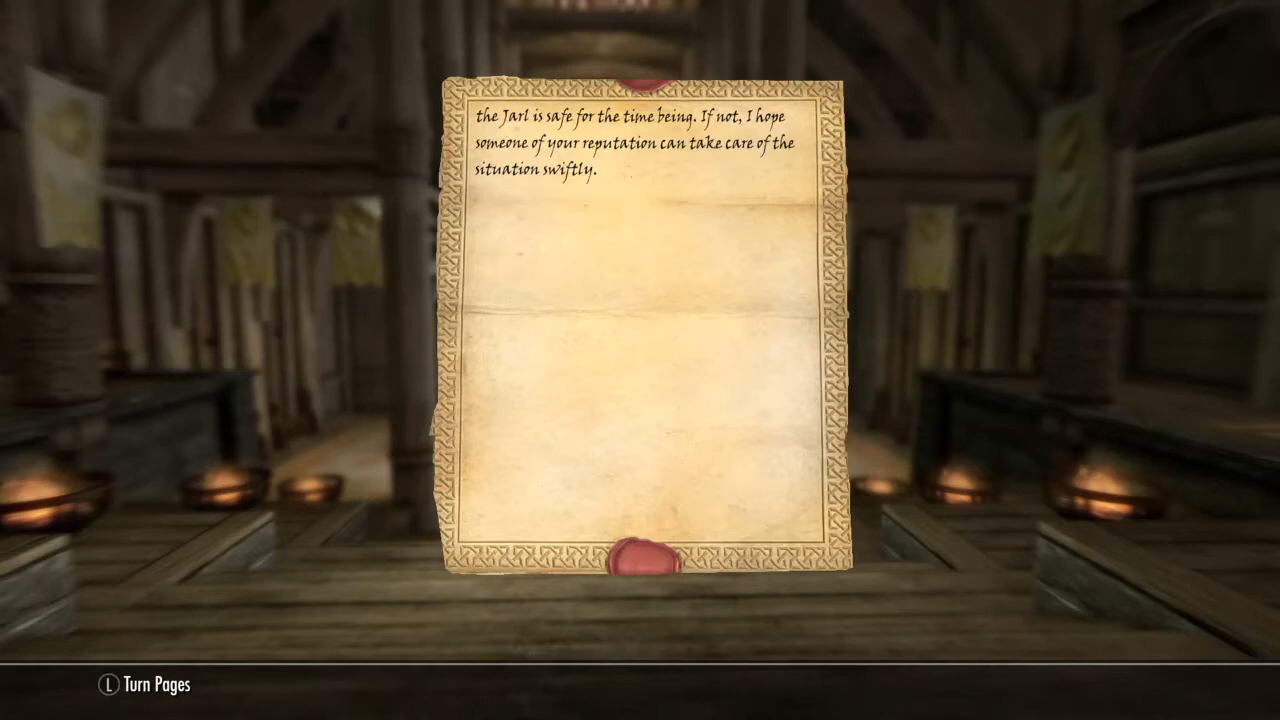 the Jarl is safe for the time being. If not, I hope
someone of your reputation can take care of the
situation swiftly.
L Turn Pages